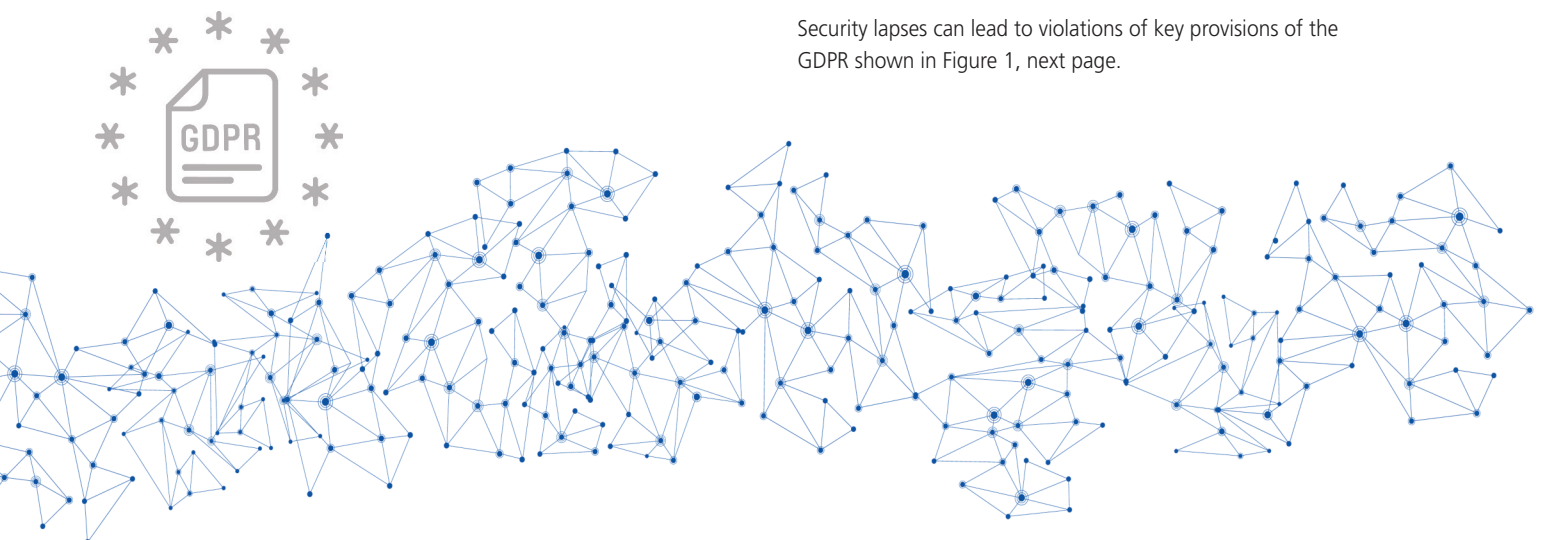 Security lapses can lead to violations of key provisions of the
GDPR shown in Figure 1, next page.
GDPR